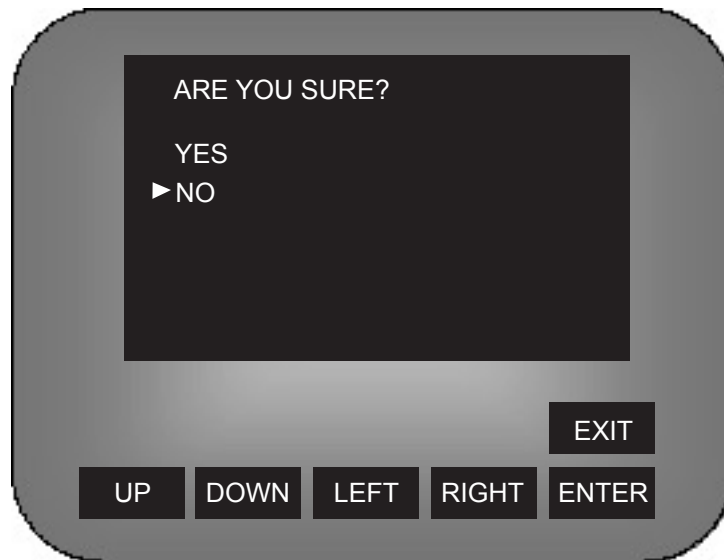 ARE YOU SURE?
YES
NO
EXIT
UP DOWN LEFT RIGHT ENTER